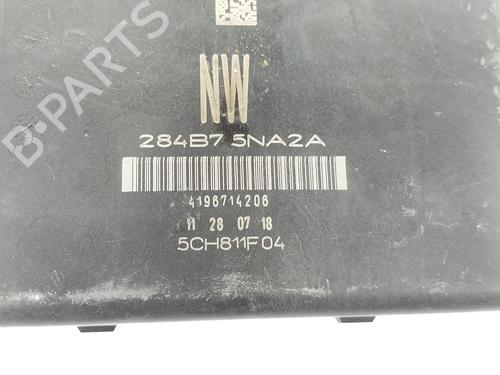 B-PARTS
NW
284B7 5NA2A
4196714206
11 28 07 18
5CH811F04